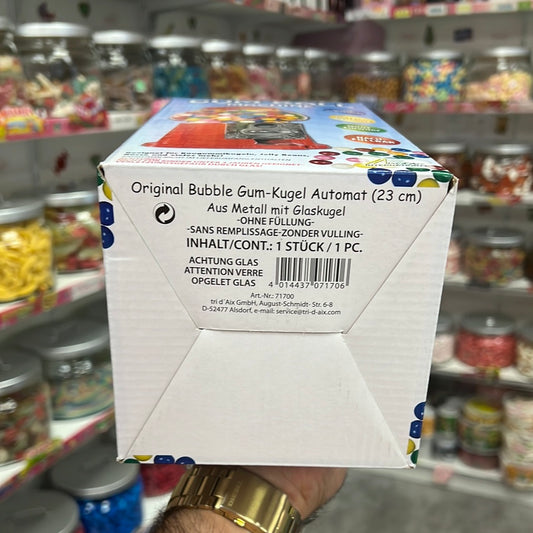 Original Bubble Gum-Kugel Automat (23 cm)
Aus Metall mit Glaskugel
-OHNE FÜLLUNG-
-SANS REMPLISSAGE-ZONDER VULLING-
INHALT/CONT.: 1 STÜCK / 1 PC.
ACHTUNG GLAS
ATTENTION VERRE
OPGELET GLAS
4 014437 071706
Art.-Nr.: 71700
tri d´Aix GmbH, August-Schmidt- Str. 6-8
D-52477 Alsdorf, e-mail: service@tri-d-aix.com